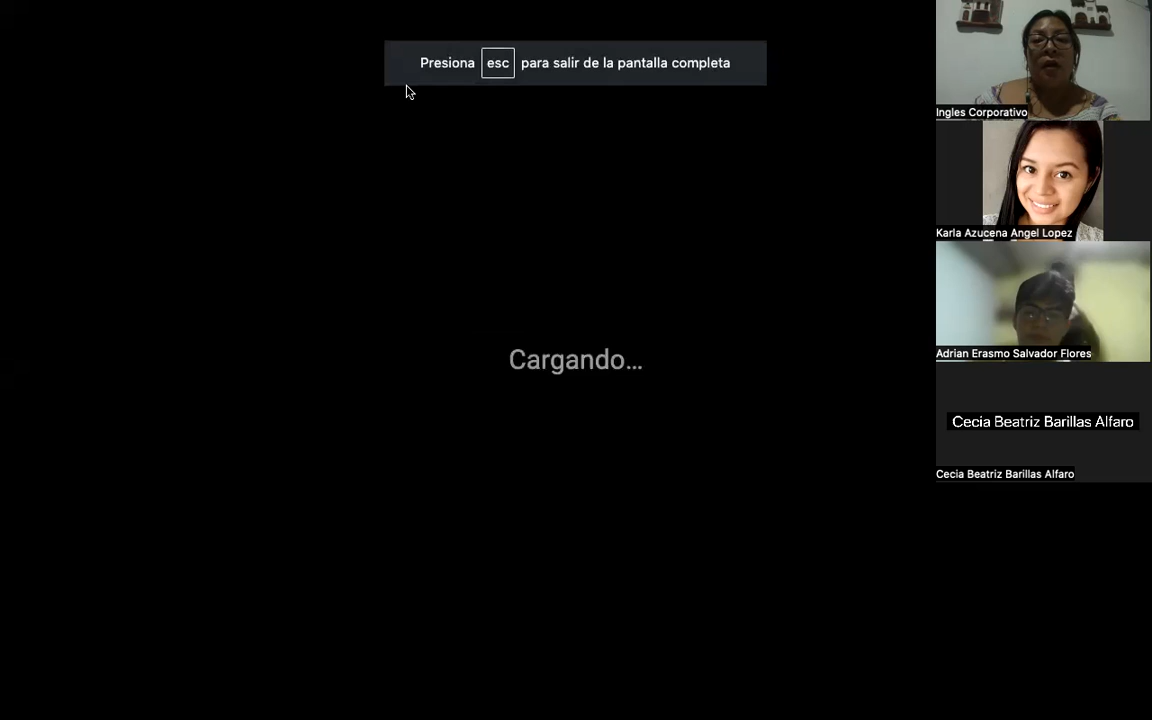 Presiona esc para salir de la pantalla completa
Cargando...
Ingles Corporativo
Karla Azucena Angel Lopez
Adrian Erasmo Salvador Flores
Cecia Beatriz Barillas Alfaro
Cecia Beatriz Barillas Alfaro